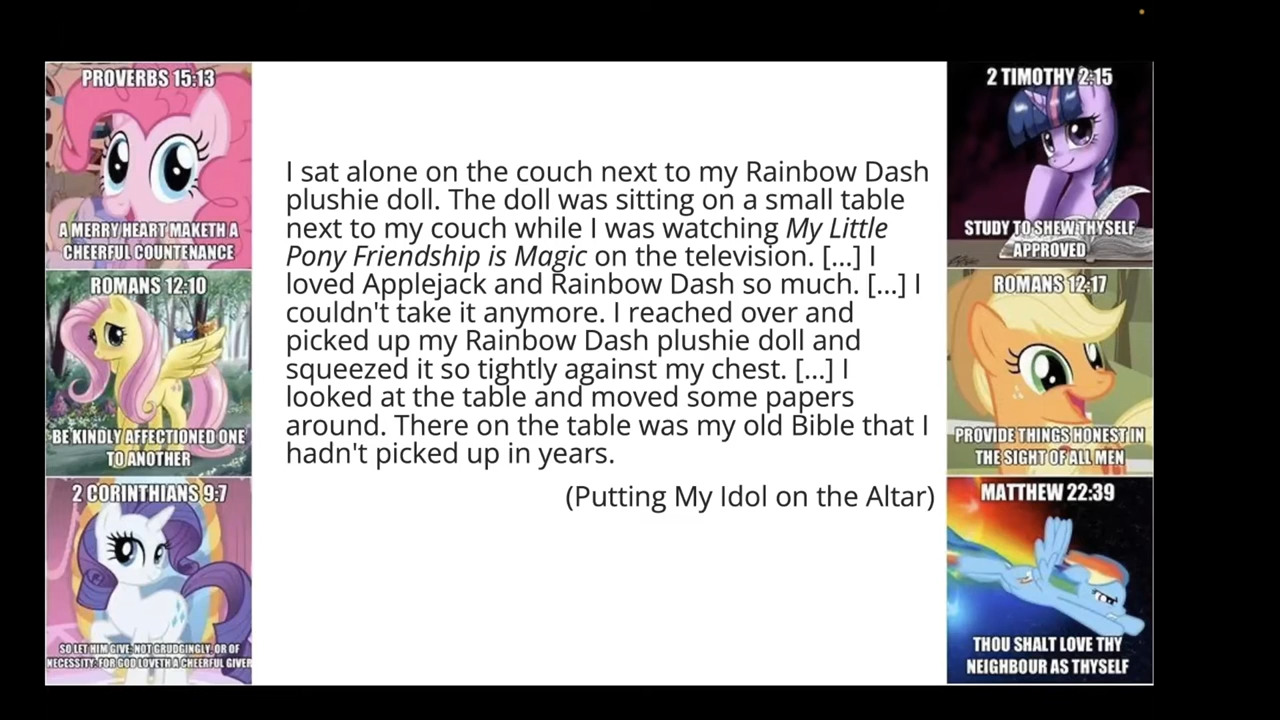 PROVERBS 15:13
A MERRY HEART MAKETH A
CHEERFUL COUNTENANCE
ROMANS 12:10
BE KINDLY AFFECTIONED ONE
TO ANOTHER
2 CORINTHIANS 9:7
SO LET HIM GIVE; NOT GRUDGINGLY, OR OF
NECESSITY: FOR GOD LOVETH A CHEERFUL GIVER
I sat alone on the couch next to my Rainbow Dash
plushie doll. The doll was sitting on a small table
next to my couch while I was watching My Little
Pony Friendship is Magic on the television. [...] I
loved Applejack and Rainbow Dash so much. [...] I
couldn't take it anymore. I reached over and
picked up my Rainbow Dash plushie doll and
squeezed it so tightly against my chest. [...] I
looked at the table and moved some papers
around. There on the table was my old Bible that I
hadn't picked up in years.
(Putting My Idol on the Altar)
2 TIMOTHY 2:15
STUDY TO SHEW THYSELF
APPROVED
ROMANS 12:17
PROVIDE THINGS HONEST IN
THE SIGHT OF ALL MEN
MATTHEW 22:39
THOU SHALT LOVE THY
NEIGHBOUR AS THYSELF